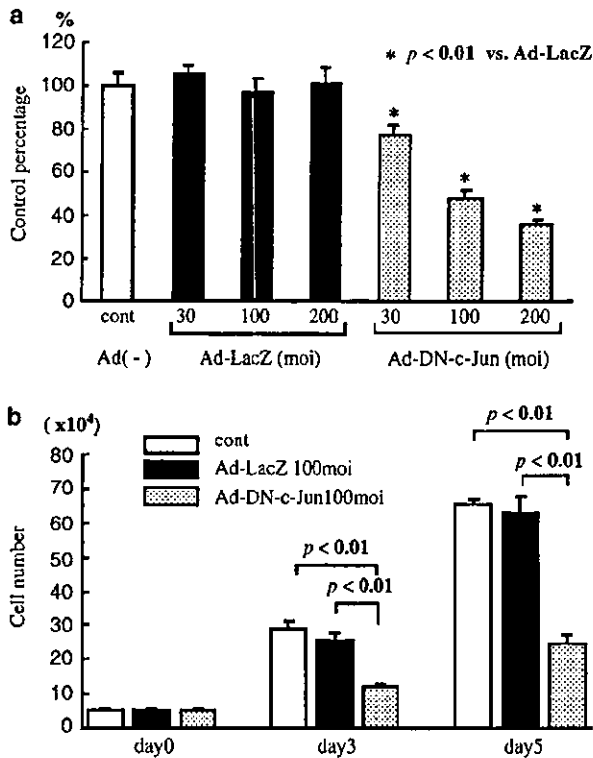 a
%
120
100
80
60
40
20
0
Control percentage
* p < 0.01 vs. Ad-LacZ
* * *
cont 30 100 200 30 100 200
Ad( - ) Ad-LacZ (moi) Ad-DN-c-Jun (moi)
b
( x10⁴)
80
70
60
50
40
30
20
10
0
Cell number
cont
Ad-LacZ 100moi
Ad-DN-c-Jun100moi
p < 0.01
p < 0.01
p < 0.01
p < 0.01
day0 day3 day5